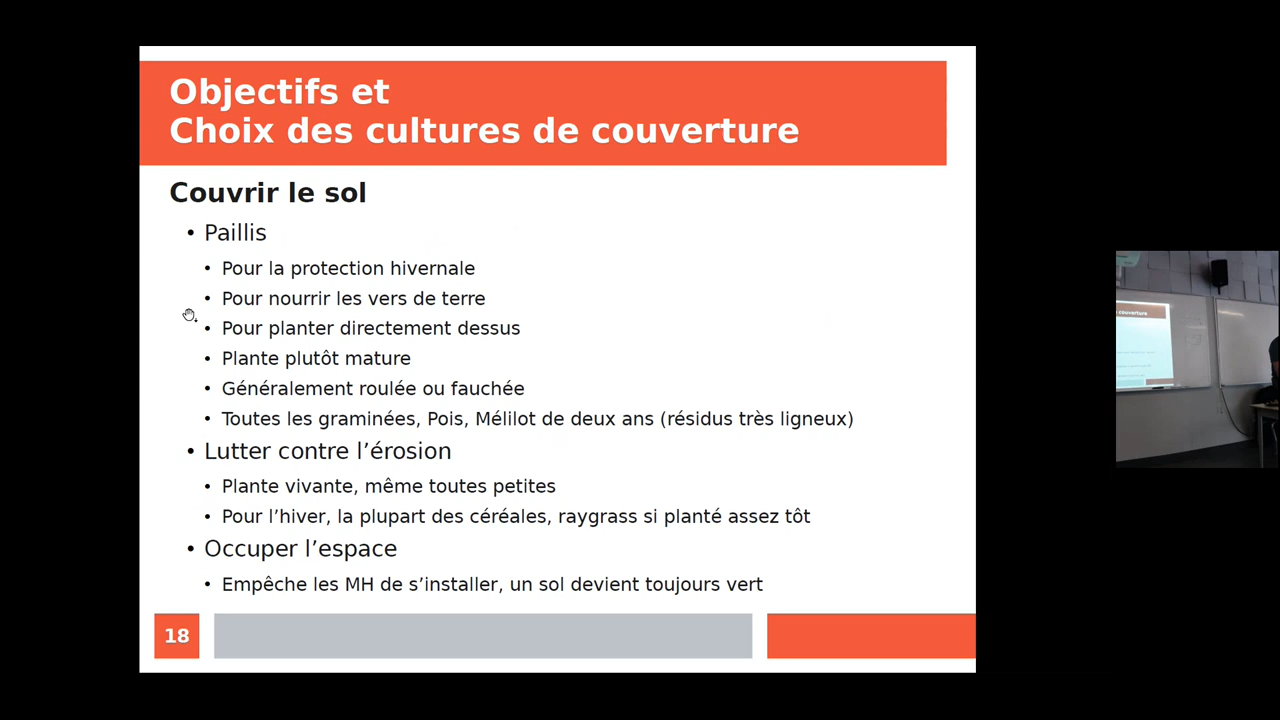 Objectifs et
Choix des cultures de couverture
Couvrir le sol
• Paillis
• Pour la protection hivernale
• Pour nourrir les vers de terre
• Pour planter directement dessus
• Plante plutôt mature
• Généralement roulée ou fauchée
• Toutes les graminées, Pois, Mélilot de deux ans (résidus très ligneux)
• Lutter contre l’érosion
• Plante vivante, même toutes petites
• Pour l’hiver, la plupart des céréales, raygrass si planté assez tôt
• Occuper l’espace
• Empêche les MH de s’installer, un sol devient toujours vert
18
couverture